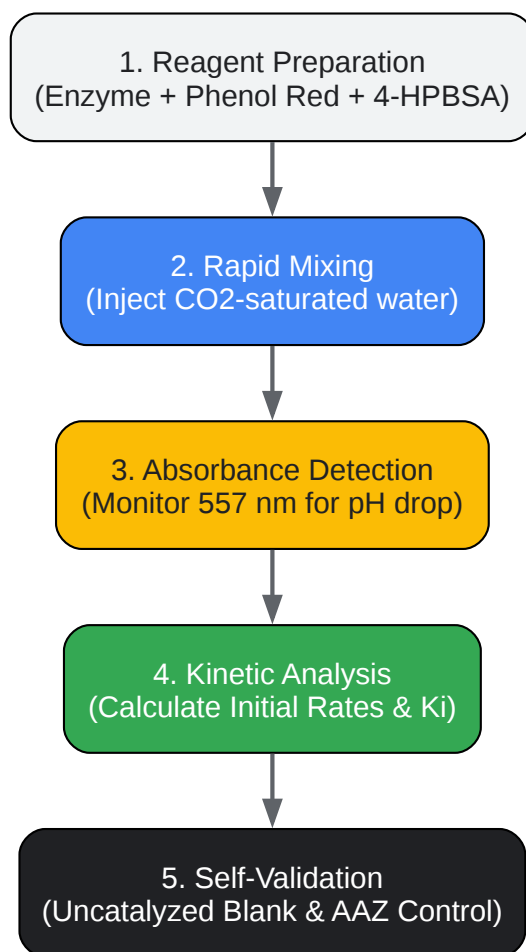 1. Reagent Preparation
(Enzyme + Phenol Red + 4-HPBSA)
2. Rapid Mixing
(Inject CO2-saturated water)
3. Absorbance Detection
(Monitor 557 nm for pH drop)
4. Kinetic Analysis
(Calculate Initial Rates & Ki)
5. Self-Validation
(Uncatalyzed Blank & AAZ Control)